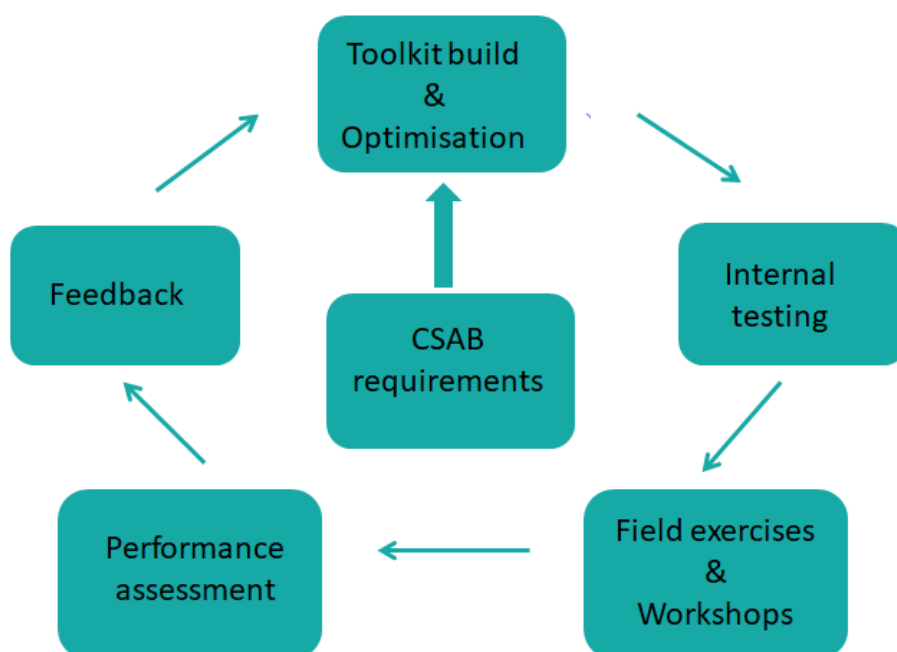 Toolkit build
&
Optimisation
Feedback
Internal
testing
CSAB
requirements
Performance
assessment
Field exercises
&
Workshops